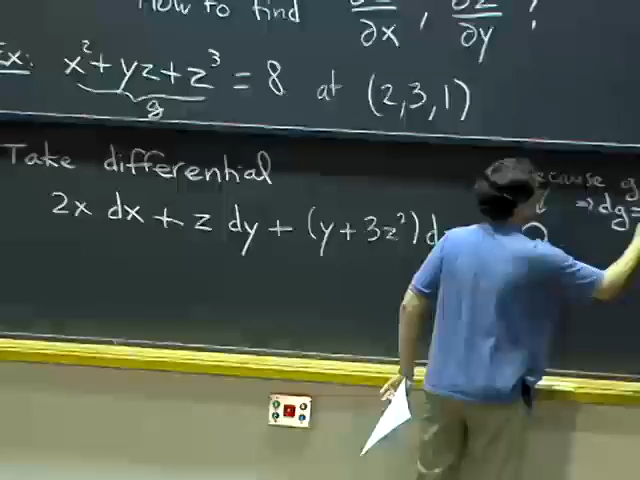 How to find ∂z/∂x, ∂z/∂y ?
Ex: x² + yz + z³ = 8 at (2,3,1)
g
Take differential
ecause g
⇒ dg =
2x dx + z dy + (y + 3z²) d